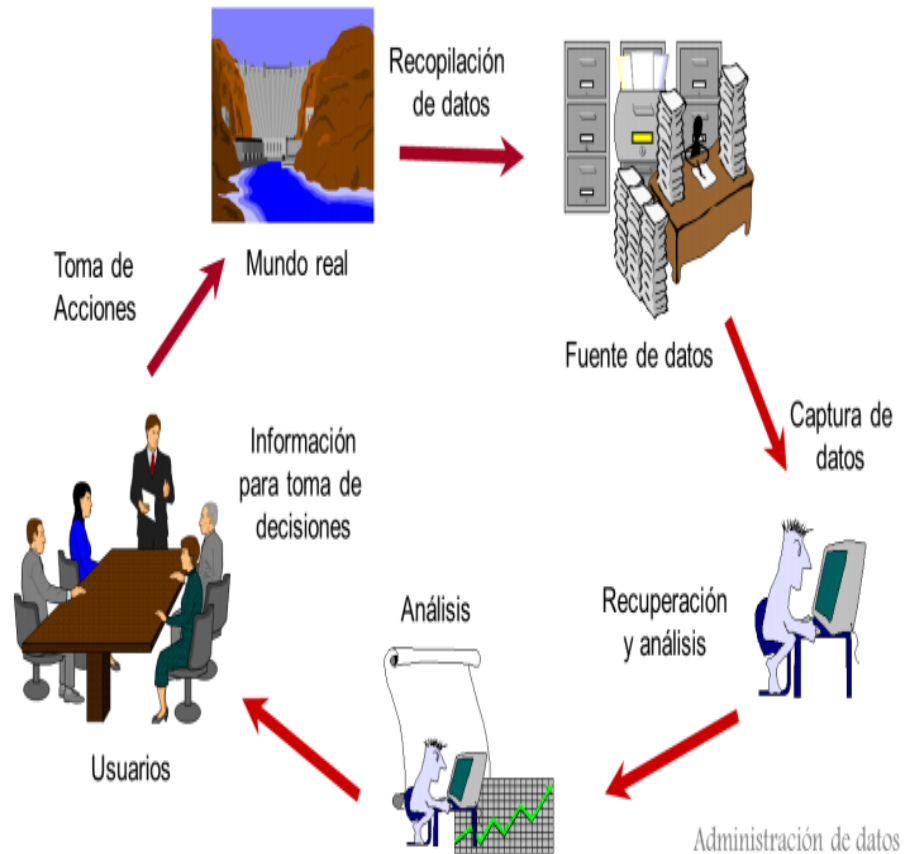 Recopilación
de datos
Mundo real
Toma de
Acciones
Fuente de datos
Captura de
datos
Información
para toma de
decisiones
Recuperación
y análisis
Análisis
Usuarios
Administración de datos